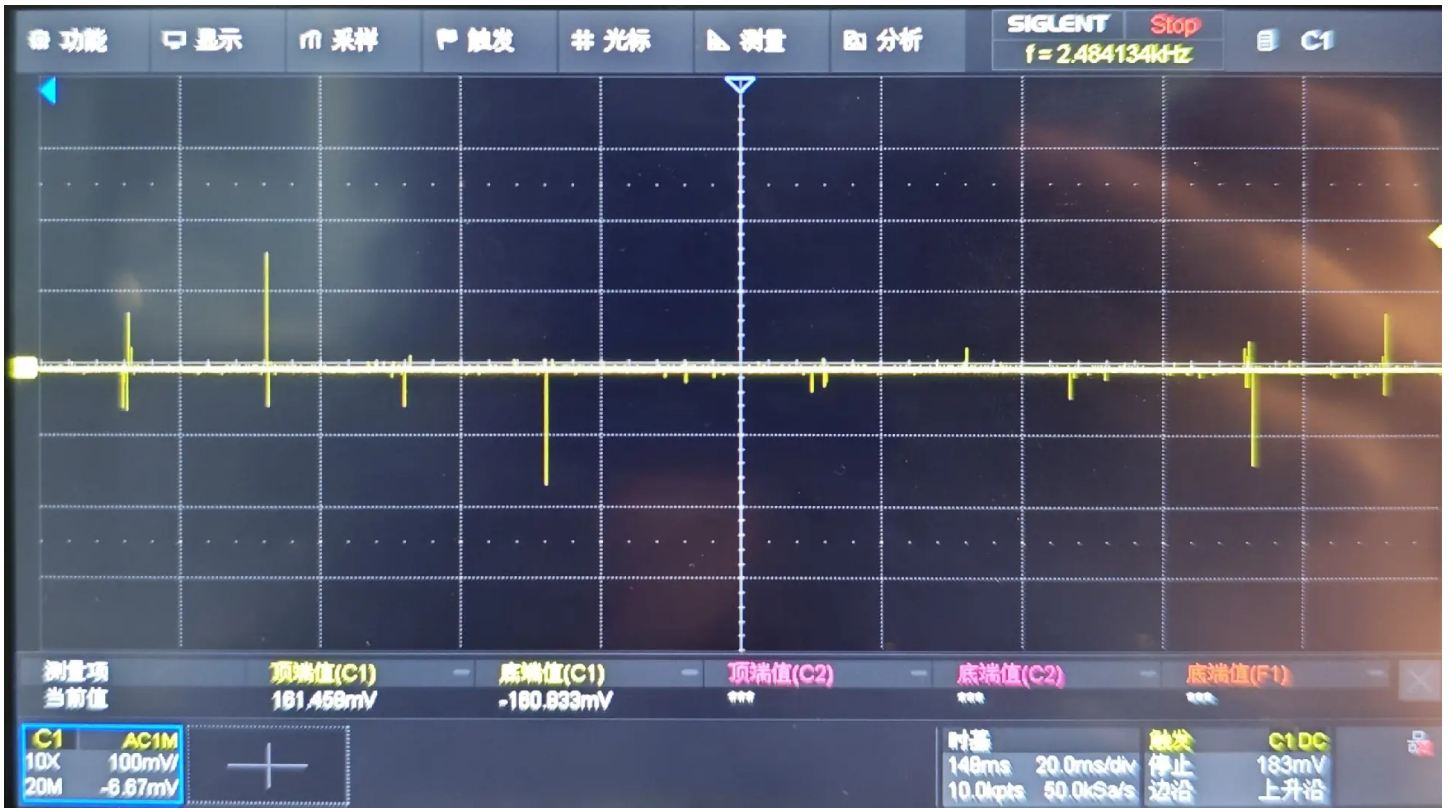 功能 显示 采样 触发 光标 测量 分析 SIGLENT Stop C1
f = 2.484134kHz
测量项 顶端值(C1) 底端值(C1) 顶端值(C2) 底端值(C2) 底端值(F1)
当前值 161.458mV -160.833mV *** *** ***
C1 AC1M 时基 触发 C1 DC
10X 100mV/ 148ms 20.0ms/div 停止 183mV
20M -6.67mV 10.0kpts 50.0kSa/s 边沿 上升沿